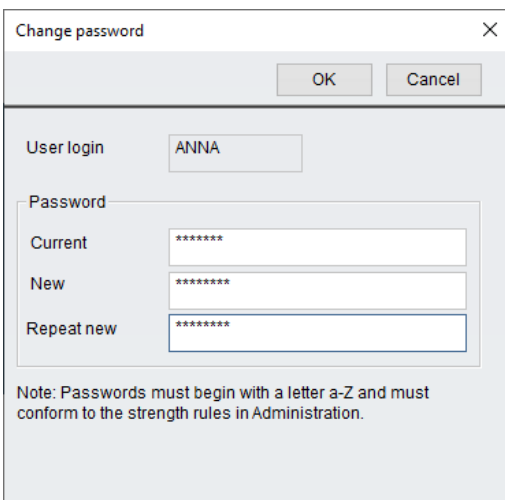 Change password
OK Cancel
User login ANNA
Password
Current *******
New ********
Repeat new ********
Note: Passwords must begin with a letter a-Z and must
conform to the strength rules in Administration.